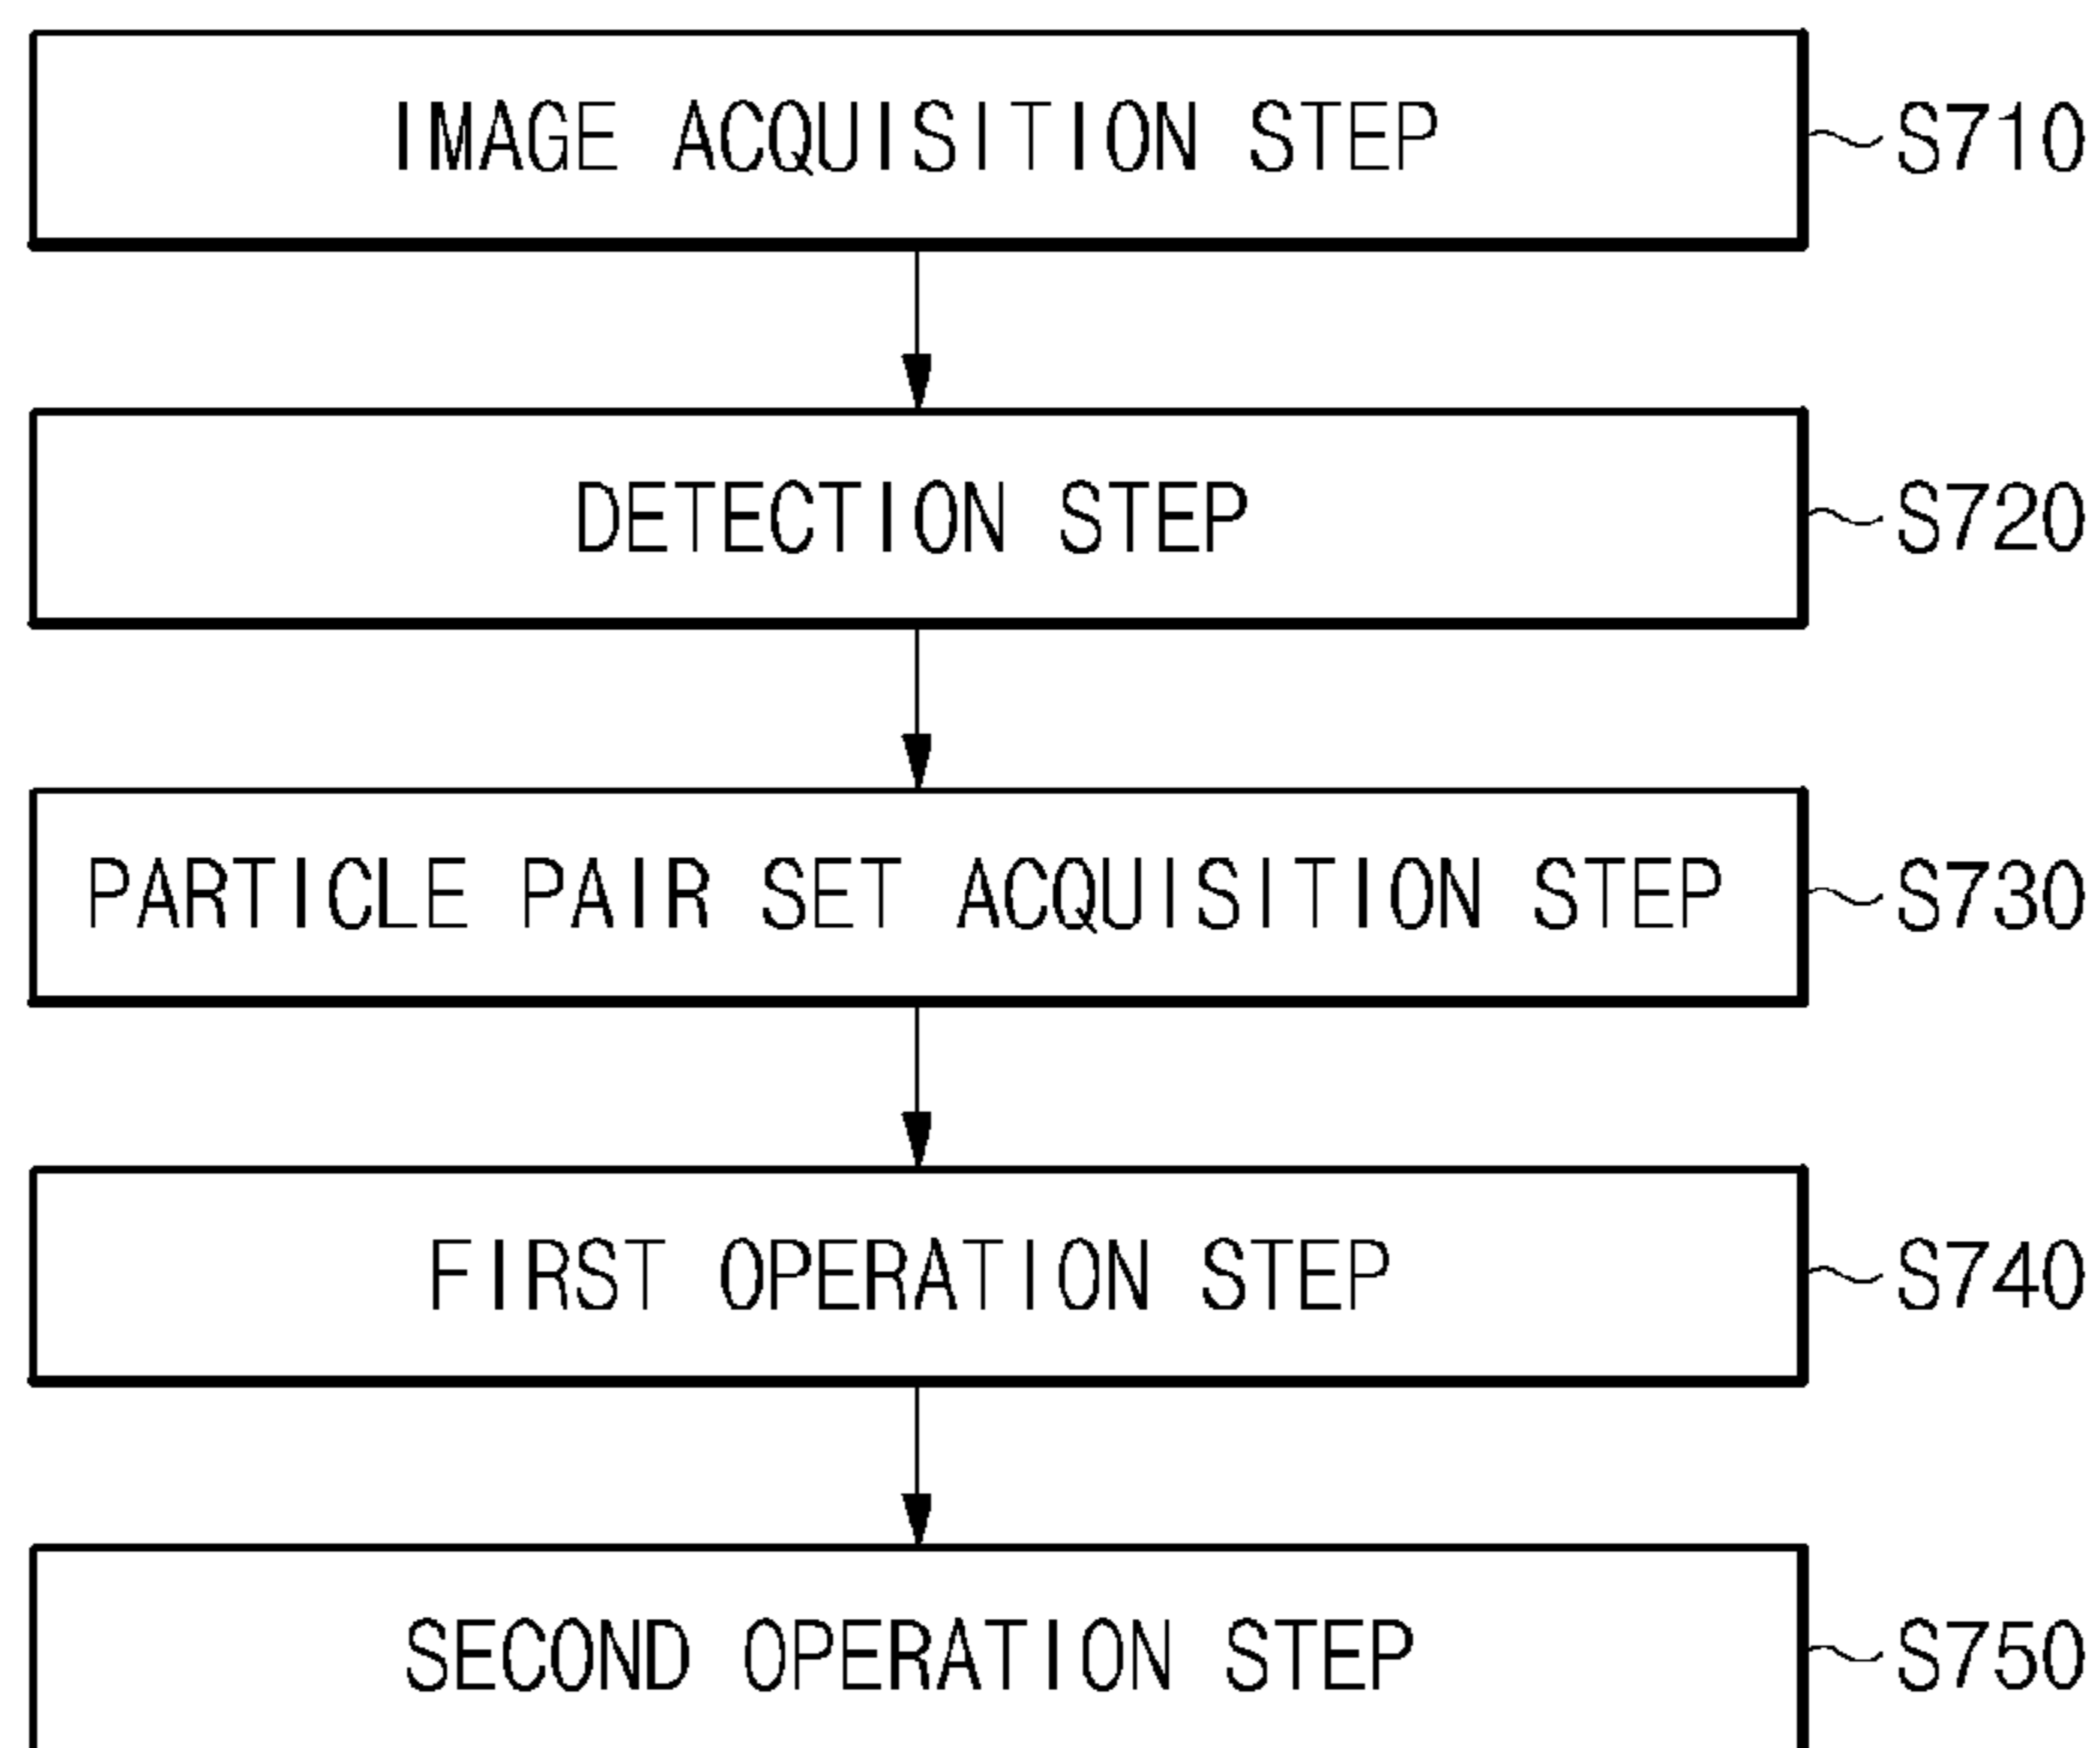 IMAGE ACQUISITION STEP S710
DETECTION STEP S720
PARTICLE PAIR SET ACQUISITION STEP S730
FIRST OPERATION STEP S740
SECOND OPERATION STEP S750